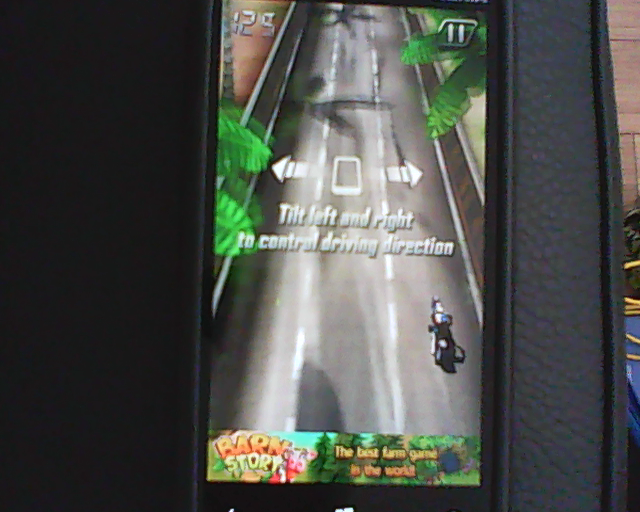 129
Tilt left and right
to control driving direction
BARN
STORY
The best farm game
in the world!